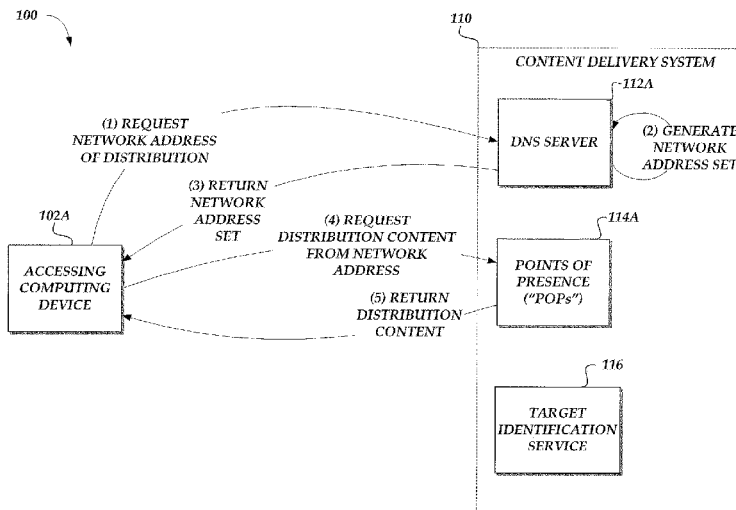 100
110
CONTENT DELIVERY SYSTEM
112A
DNS SERVER
(2) GENERATE
NETWORK
ADDRESS SET
(1) REQUEST
NETWORK ADDRESS
OF DISTRIBUTION
(3) RETURN
NETWORK
ADDRESS
SET
102A
ACCESSING
COMPUTING
DEVICE
(4) REQUEST
DISTRIBUTION CONTENT
FROM NETWORK
ADDRESS
114A
POINTS OF
PRESENCE
("POPs")
(5) RETURN
DISTRIBUTION
CONTENT
116
TARGET
IDENTIFICATION
SERVICE